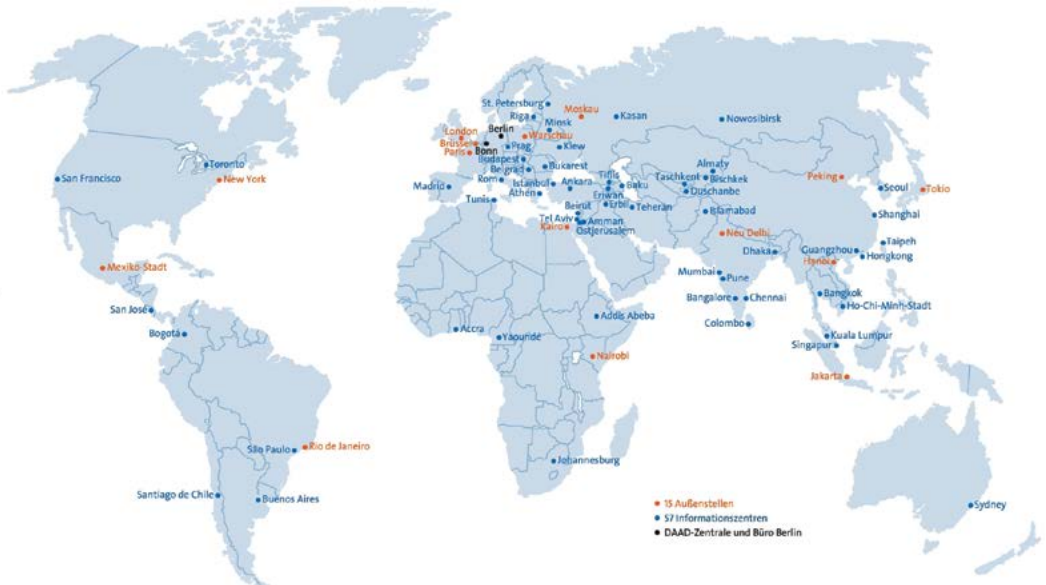 St. Petersburg
Moskau
Kasan
Nowosibirsk
Riga
Minsk
London
Berlin
Warschau
Brüssel
Bonn
Prag
Kiew
Paris
Budapest
Bukarest
Belgrad
Toronto
San Francisco
New York
Madrid
Rom
Istanbul
Ankara
Tiflis
Baku
Eriwan
Athen
Tunis
Taschkent
Almaty
Bischkek
Duschanbe
Peking
Seoul
Tokio
Beirut
Erbil
Teheran
Tel Aviv
Amman
Kairo
Ostjerusalem
Islamabad
Shanghai
Neu Delhi
Dhaka
Guangzhou
Taipeh
Hongkong
Hanoi
Mexiko-Stadt
Mumbai
Pune
Bangalore
Chennai
Bangkok
Ho-Chi-Minh-Stadt
San José
Bogotá
Accra
Yaoundé
Addis Abeba
Colombo
Kuala Lumpur
Singapur
Nairobi
Jakarta
São Paulo
Rio de Janeiro
Johannesburg
Santiago de Chile
Buenos Aires
Sydney
15 Außenstellen
57 Informationszentren
DAAD-Zentrale und Büro Berlin